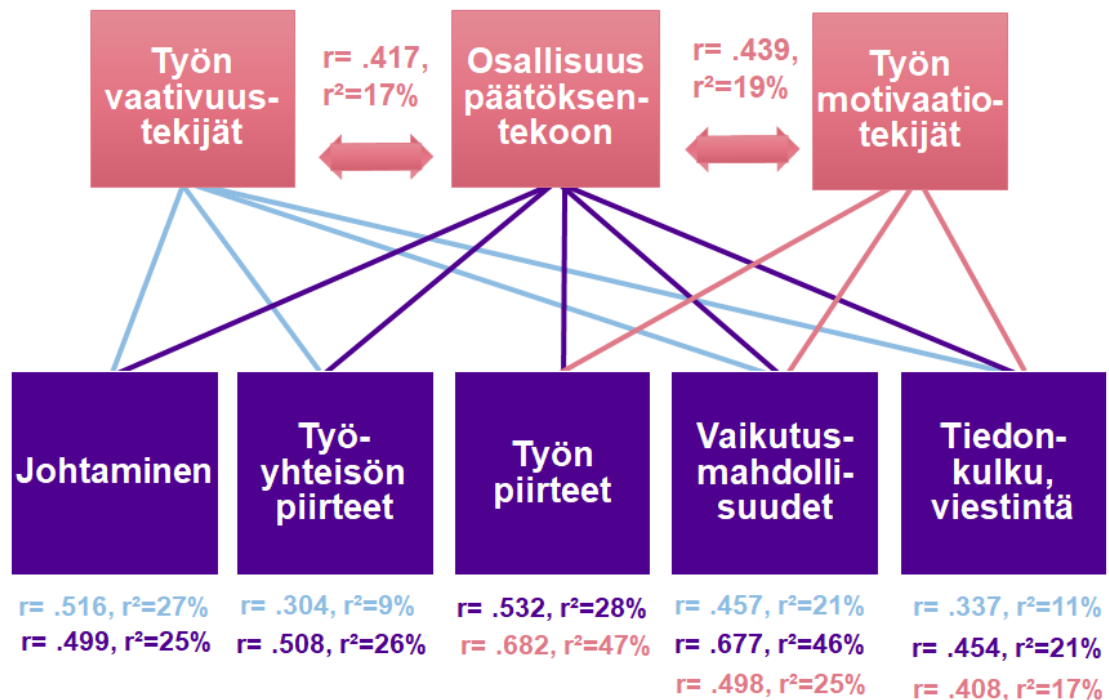 Työn
vaativuus-
tekijät
r= .417,
r²=17%
Osallisuus
päätöksen-
tekoon
r= .439,
r²=19%
Työn
motivaatio-
tekijät
Johtaminen
Työ-
yhteisön
piirteet
Työn
piirteet
Vaikutus-
mahdolli-
suudet
Tiedon-
kulku,
viestintä
r= .516, r²=27%
r= .499, r²=25%
r= .304, r²=9%
r= .508, r²=26%
r= .532, r²=28%
r= .682, r²=47%
r= .457, r²=21%
r= .677, r²=46%
r= .498, r²=25%
r= .337, r²=11%
r= .454, r²=21%
r= .408, r²=17%